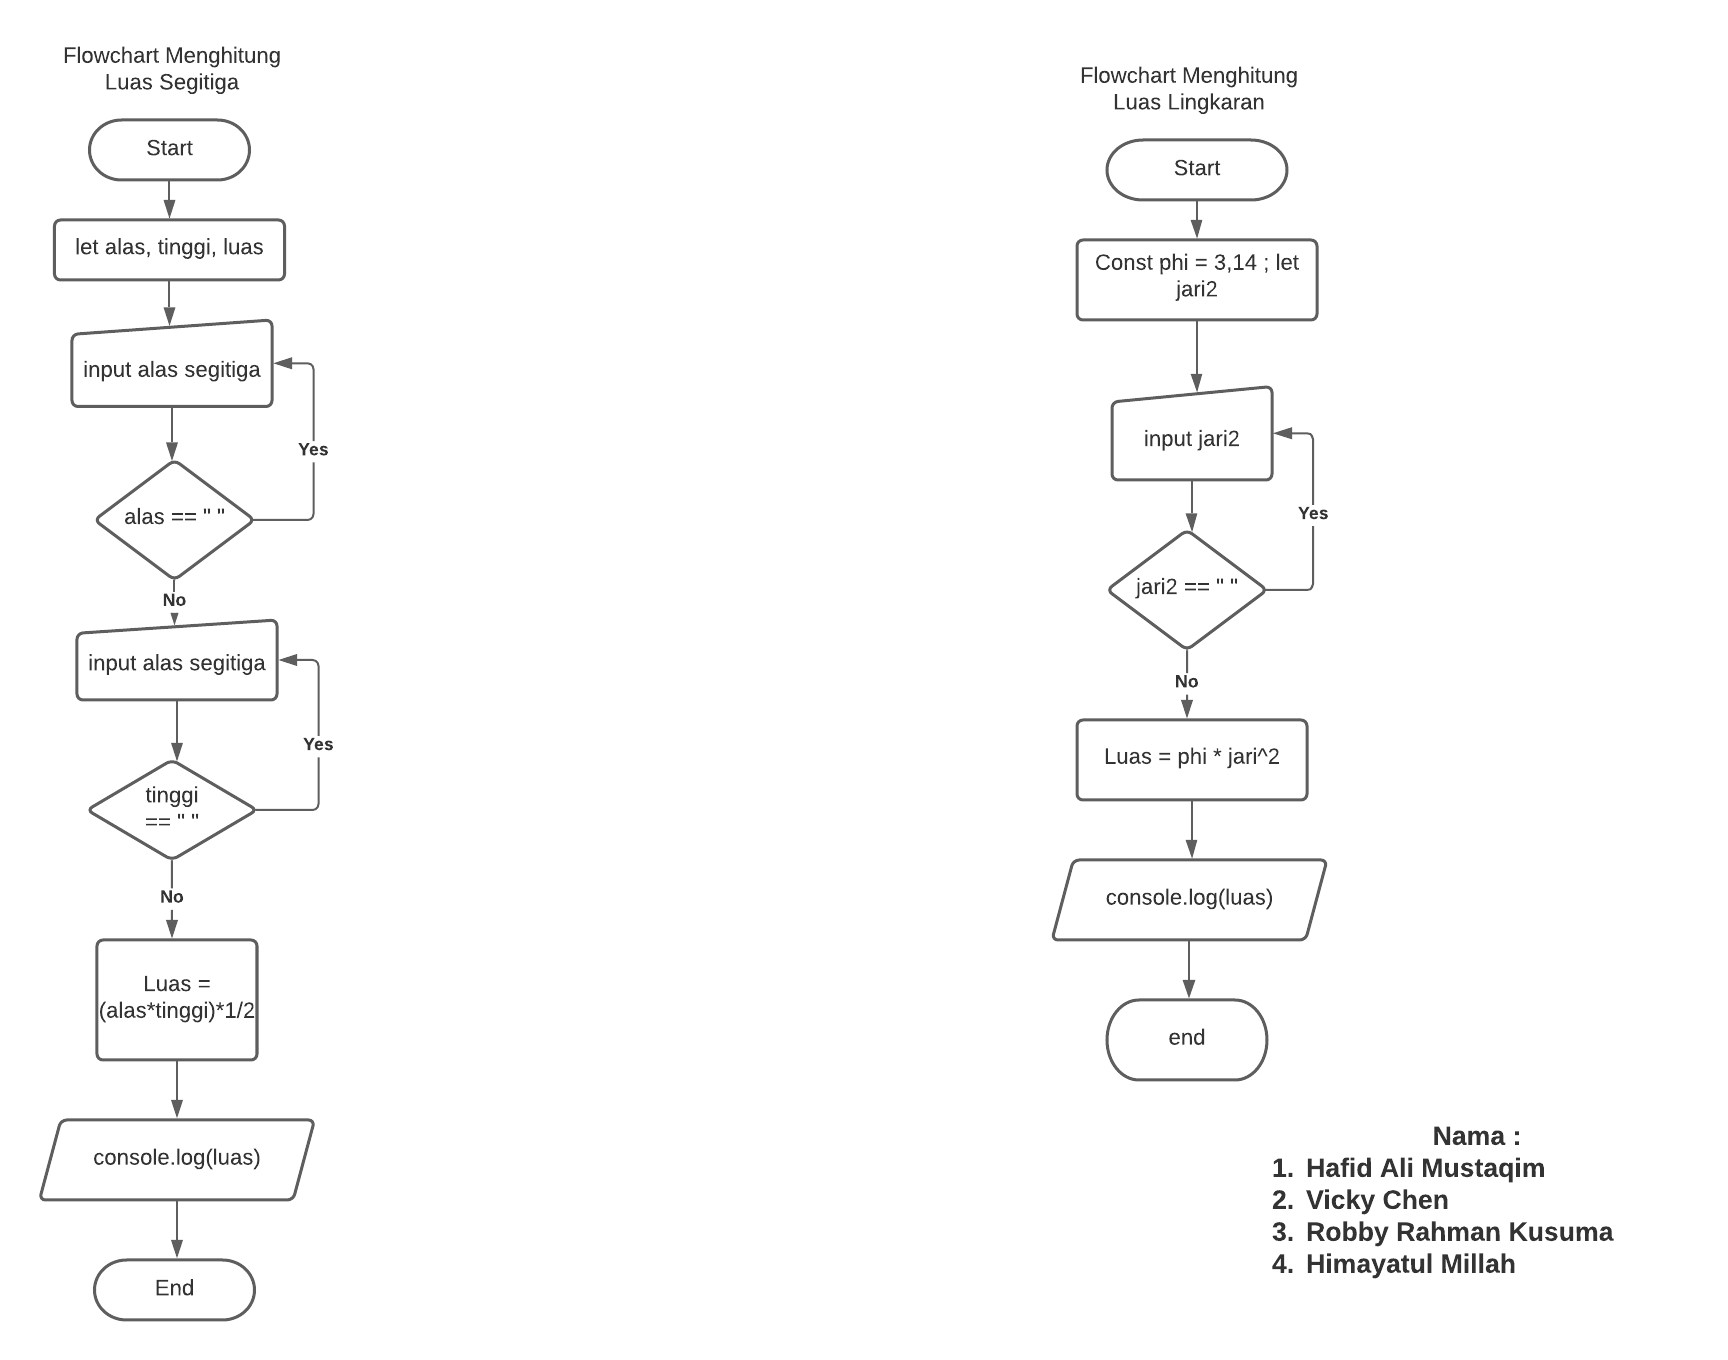 Flowchart Menghitung
Luas Segitiga
Start
let alas, tinggi, luas
input alas segitiga
Yes
alas == " "
No
input alas segitiga
Yes
tinggi
== " "
No
Luas =
(alas*tinggi)*1/2
console.log(luas)
End
Flowchart Menghitung
Luas Lingkaran
Start
Const phi = 3,14 ; let
jari2
input jari2
Yes
jari2 == " "
No
Luas = phi * jari^2
console.log(luas)
end
Nama :
1. Hafid Ali Mustaqim
2. Vicky Chen
3. Robby Rahman Kusuma
4. Himayatul Millah